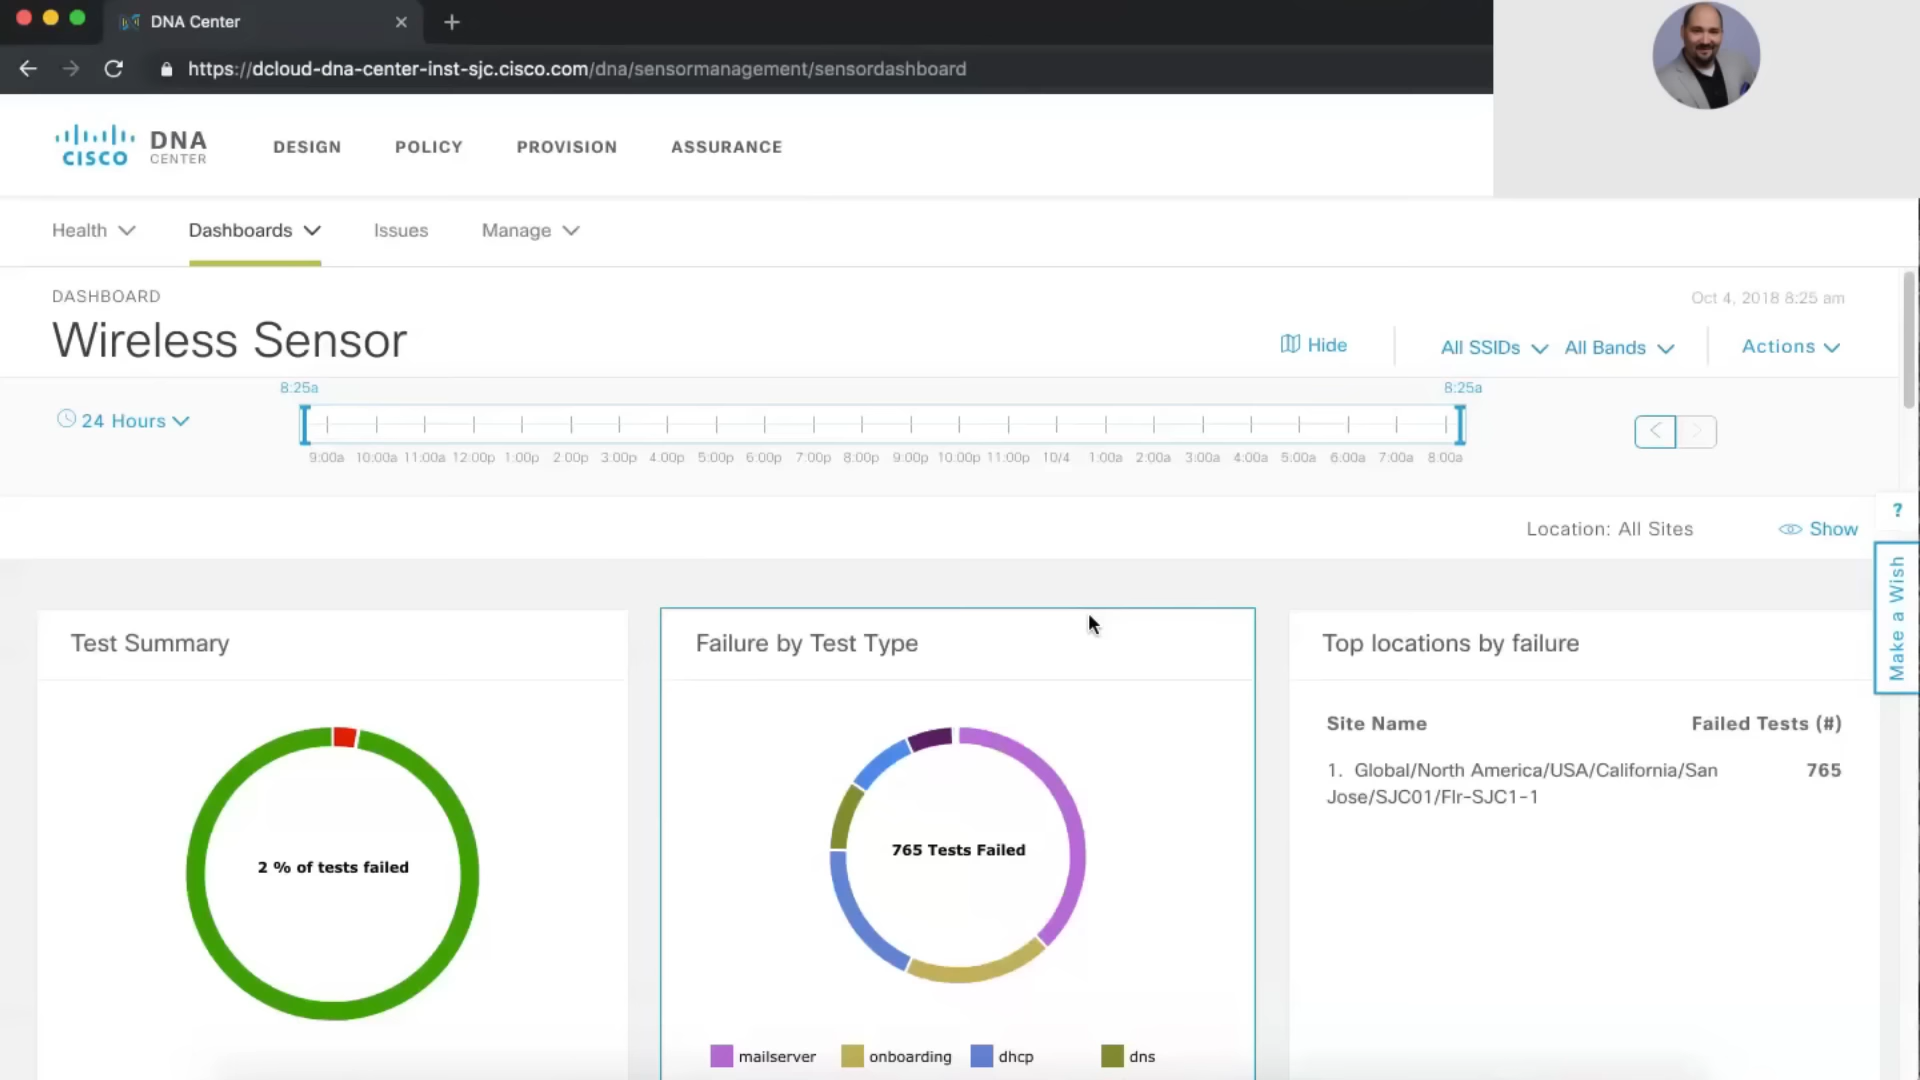 DNA Center
https://dcloud-dna-center-inst-sjc.cisco.com/dna/sensormanagement/sensordashboard
CISCO
DNA
CENTER
DESIGN
POLICY
PROVISION
ASSURANCE
Health
Dashboards
Issues
Manage
DASHBOARD
Oct 4, 2018 8:25 am
Wireless Sensor
Hide
All SSIDs
All Bands
Actions
8:25a
8:25a
24 Hours
9:00a 10:00a 11:00a 12:00p 1:00p 2:00p 3:00p 4:00p 5:00p 6:00p 7:00p 8:00p 9:00p 10:00p 11:00p 10/4 1:00a 2:00a 3:00a 4:00a 5:00a 6:00a 7:00a 8:00a
?
Location: All Sites
Show
Make a Wish
Test Summary
2 % of tests failed
Failure by Test Type
765 Tests Failed
mailserver
onboarding
dhcp
dns
Top locations by failure
Site Name
Failed Tests (#)
1. Global/North America/USA/California/San
765
Jose/SJC01/Flr-SJC1-1